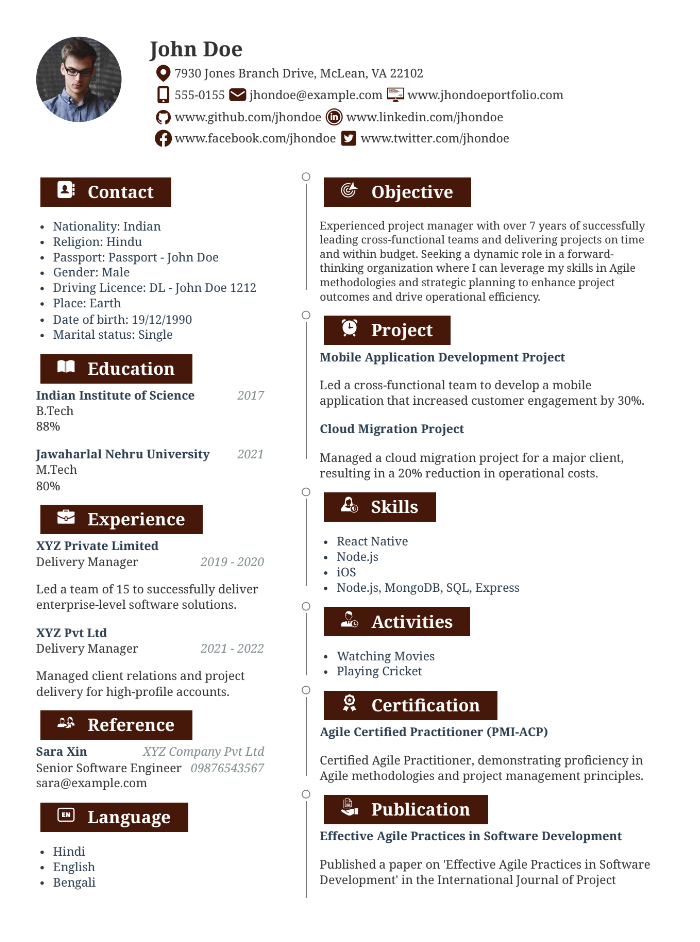 John Doe
7930 Jones Branch Drive, McLean, VA 22102
555-0155 jhondoe@example.com www.jhondoeportfolio.com
www.github.com/jhondoe in www.linkedin.com/jhondoe
www.facebook.com/jhondoe www.twitter.com/jhondoe
Contact
• Nationality: Indian
• Religion: Hindu
• Passport: Passport - John Doe
• Gender: Male
• Driving Licence: DL - John Doe 1212
• Place: Earth
• Date of birth: 19/12/1990
• Marital status: Single
Education
Indian Institute of Science 2017
B.Tech
88%
Jawaharlal Nehru University 2021
M.Tech
80%
Experience
XYZ Private Limited
Delivery Manager 2019 - 2020
Led a team of 15 to successfully deliver
enterprise-level software solutions.
XYZ Pvt Ltd
Delivery Manager 2021 - 2022
Managed client relations and project
delivery for high-profile accounts.
Reference
Sara Xin XYZ Company Pvt Ltd
Senior Software Engineer 09876543567
sara@example.com
EN Language
• Hindi
• English
• Bengali
Objective
Experienced project manager with over 7 years of successfully
leading cross-functional teams and delivering projects on time
and within budget. Seeking a dynamic role in a forward-
thinking organization where I can leverage my skills in Agile
methodologies and strategic planning to enhance project
outcomes and drive operational efficiency.
Project
Mobile Application Development Project
Led a cross-functional team to develop a mobile
application that increased customer engagement by 30%.
Cloud Migration Project
Managed a cloud migration project for a major client,
resulting in a 20% reduction in operational costs.
Skills
• React Native
• Node.js
• iOS
• Node.js, MongoDB, SQL, Express
Activities
• Watching Movies
• Playing Cricket
Certification
Agile Certified Practitioner (PMI-ACP)
Certified Agile Practitioner, demonstrating proficiency in
Agile methodologies and project management principles.
Publication
Effective Agile Practices in Software Development
Published a paper on 'Effective Agile Practices in Software
Development' in the International Journal of Project